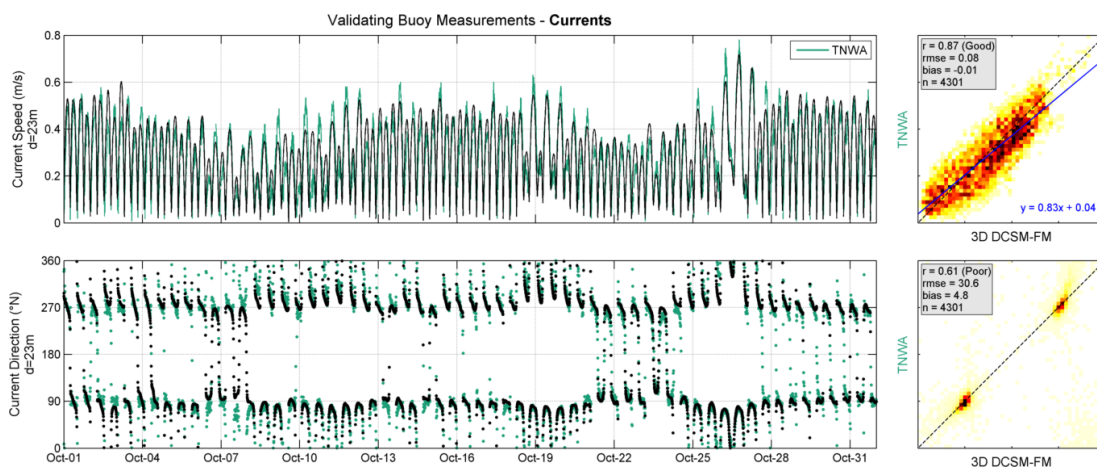 Validating Buoy Measurements - Currents
Current Speed (m/s)
d=23m
0.8
0.6
0.4
0.2
0
TNWA
r = 0.87 (Good)
rmse = 0.08
bias = -0.01
n = 4301
y = 0.83x + 0.04
TNWA
3D DCSM-FM
Current Direction (°N)
d=23m
360
270
180
90
0
Oct-01 Oct-04 Oct-07 Oct-10 Oct-13 Oct-16 Oct-19 Oct-22 Oct-25 Oct-28 Oct-31
r = 0.61 (Poor)
rmse = 30.6
bias = 4.8
n = 4301
TNWA
3D DCSM-FM